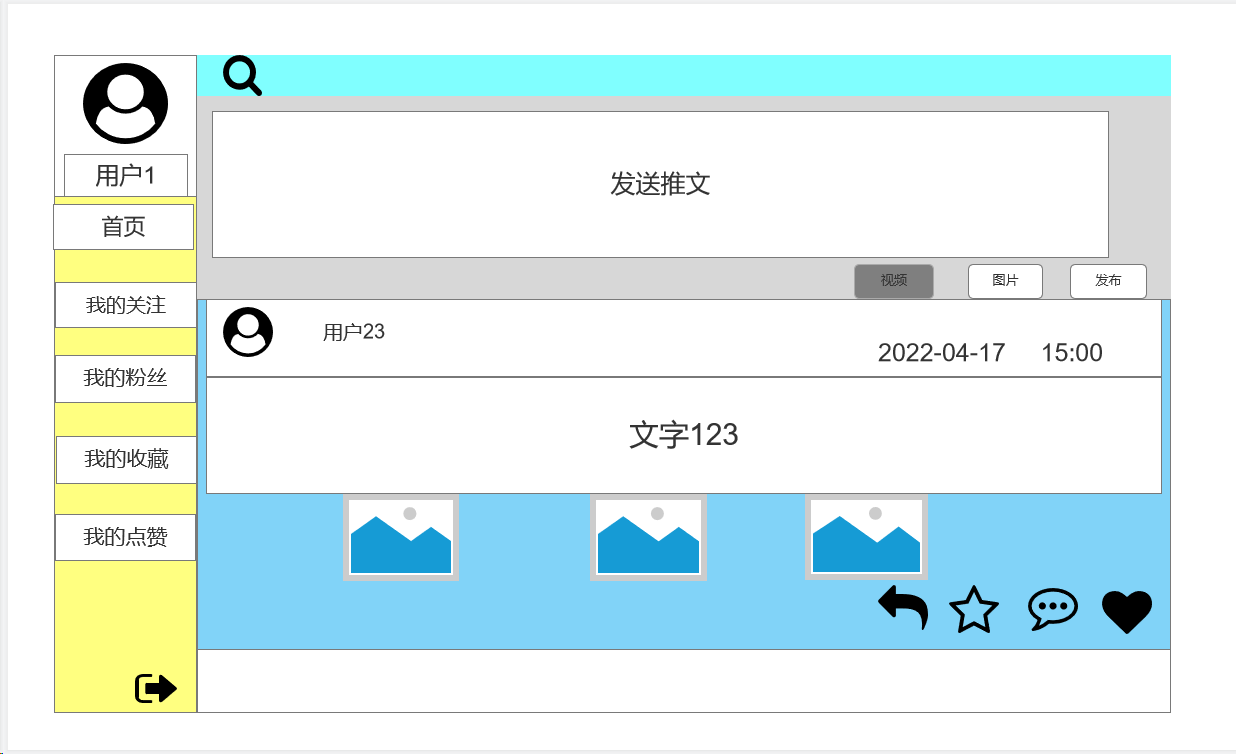 用户1
首页
我的关注
我的粉丝
我的收藏
我的点赞
发送推文
视频
图片
发布
用户23
2022-04-17 15:00
文字123